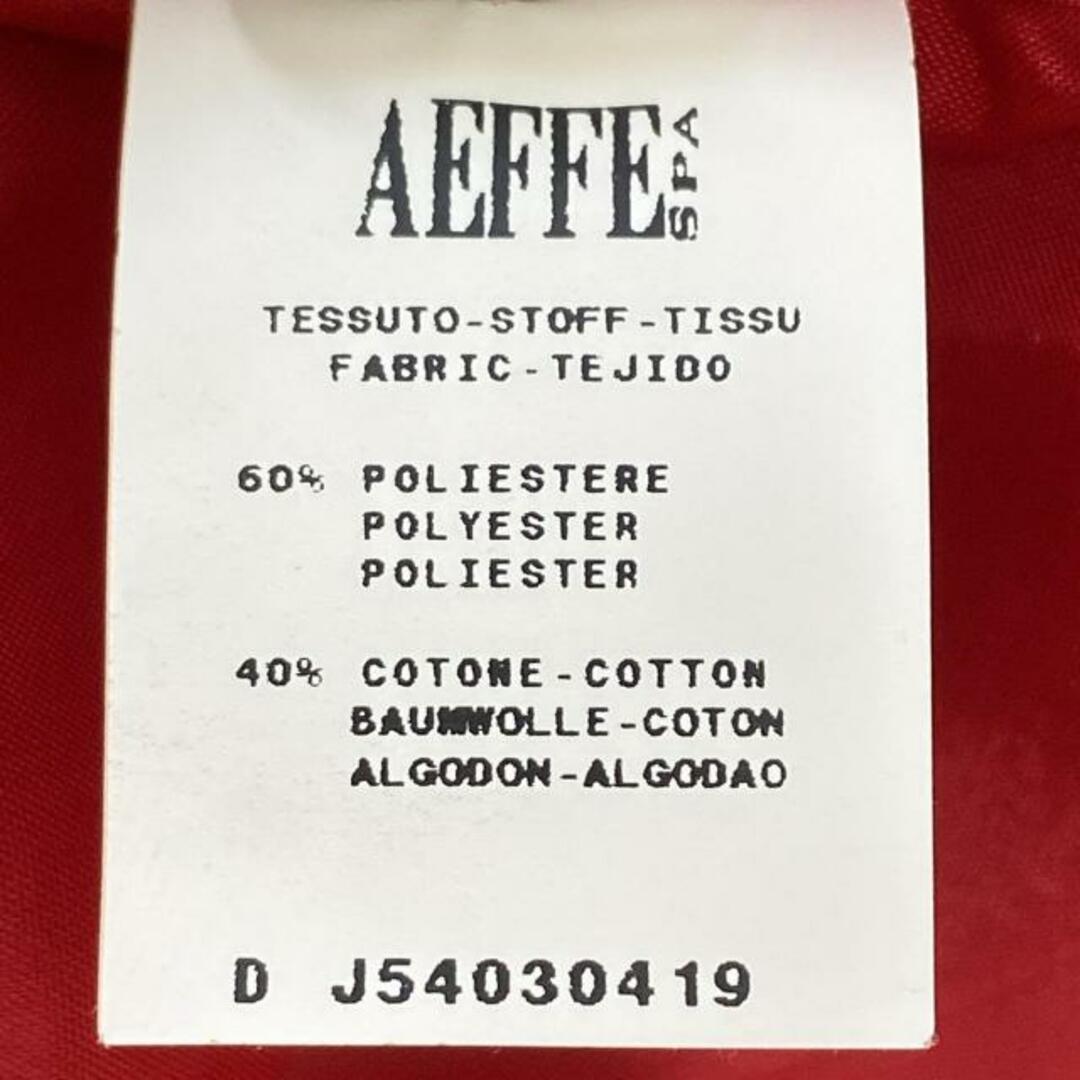 AEFFE SPA
TESSUTO-STOFF-TISSU
FABRIC-TEJIDO
60% POLIESTERE
POLYESTER
POLIESTER
40% COTONE-COTTON
BAUMWOLLE-COTON
ALGODON-ALGODAO
D J54030419